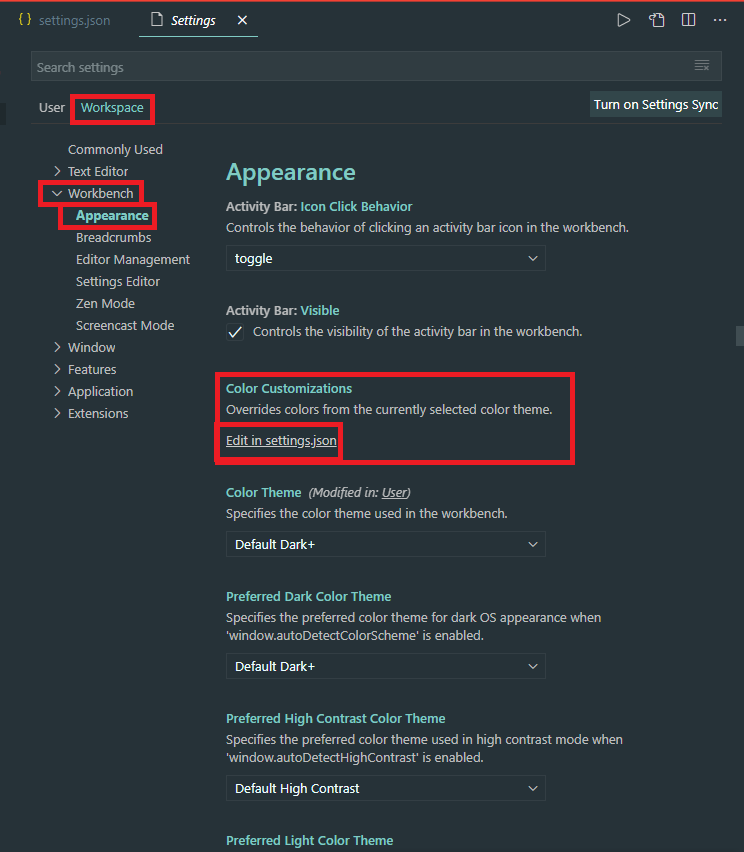 { } settings.json
Settings
Search settings
User Workspace
Turn on Settings Sync
Commonly Used
Text Editor
Workbench
Appearance
Breadcrumbs
Editor Management
Settings Editor
Zen Mode
Screencast Mode
Window
Features
Application
Extensions
Appearance
Activity Bar: Icon Click Behavior
Controls the behavior of clicking an activity bar icon in the workbench.
toggle
Activity Bar: Visible
Controls the visibility of the activity bar in the workbench.
Color Customizations
Overrides colors from the currently selected color theme.
Edit in settings.json
Color Theme (Modified in: User)
Specifies the color theme used in the workbench.
Default Dark+
Preferred Dark Color Theme
Specifies the preferred color theme for dark OS appearance when
'window.autoDetectColorScheme' is enabled.
Default Dark+
Preferred High Contrast Color Theme
Specifies the preferred color theme used in high contrast mode when
'window.autoDetectHighContrast' is enabled.
Default High Contrast
Preferred Light Color Theme